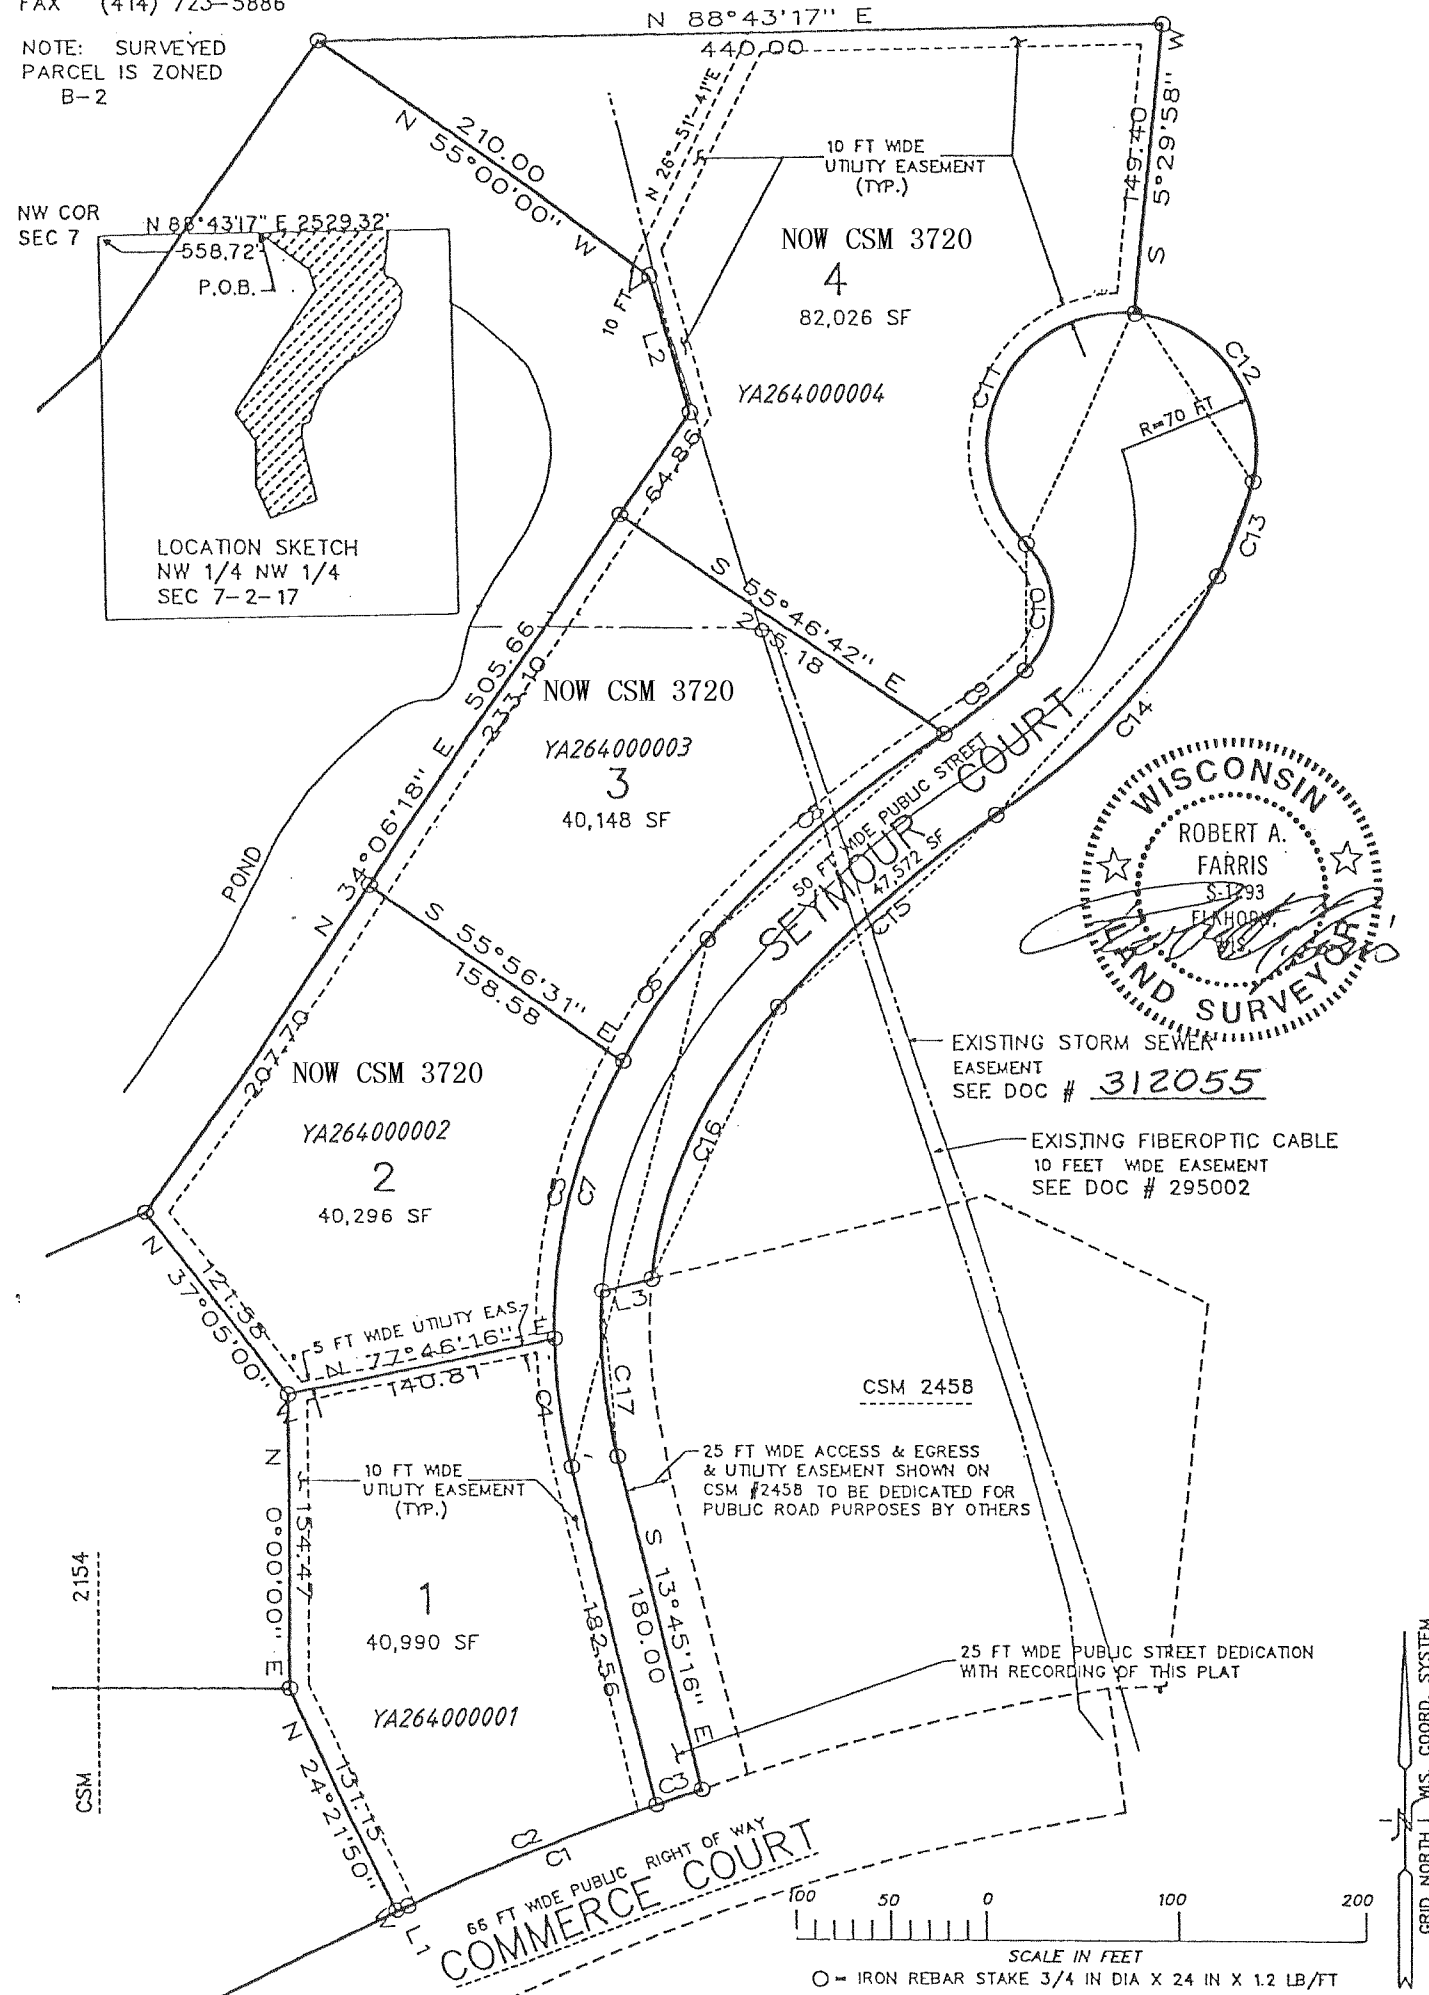 FAX (414) 723-5886
NOTE: SURVEYED
PARCEL IS ZONED
B-2
N 88°43'17" E
440.00
S 5°29'58" W
149.40
210.00
N 55°00'00" W
N 26°-51'-41"E
10 FT WIDE
UTILITY EASEMENT
(TYP.)
NW COR
SEC 7
N 88°43'17" E 2529.32'
558.72'
P.O.B.
LOCATION SKETCH
NW 1/4 NW 1/4
SEC 7-2-17
NOW CSM 3720
4
82,026 SF
YA264000004
10 FT
L2
C11
C12
R=70 FT
64.86
C13
C10
S 55°46'42" E
205.18
C9
C14
505.66
233.10
N 34°06'18" E
NOW CSM 3720
YA264000003
3
40,148 SF
POND
50 FT WIDE PUBLIC STREET
SEYMOUR COURT
47,572 SF
C15
WISCONSIN
ROBERT A.
FARRIS
S-1293
ELKHORN,
WIS.
LAND SURVEYOR
S 55°56'31" E
158.58
207.70
NOW CSM 3720
YA264000002
2
40,296 SF
C16
EXISTING STORM SEWER
EASEMENT
SEE DOC # 312055
EXISTING FIBEROPTIC CABLE
10 FEET WIDE EASEMENT
SEE DOC # 295002
N 37°05'00" W
121.58
5 FT WIDE UTILITY EAS.
N 77°46'16" E
140.81
L3
C4
C17
CSM 2458
25 FT WIDE ACCESS & EGRESS
& UTILITY EASEMENT SHOWN ON
CSM #2458 TO BE DEDICATED FOR
PUBLIC ROAD PURPOSES BY OTHERS
10 FT WIDE
UTILITY EASEMENT
(TYP.)
N 0°00'00" E
154.47
CSM 2154
1
40,990 SF
YA264000001
182.56
S 13°45'16" E
180.00
25 FT WIDE PUBLIC STREET DEDICATION
WITH RECORDING OF THIS PLAT
N 24°21'50" W
131.15
L1
C3
C2
C1
66 FT WIDE PUBLIC RIGHT OF WAY
COMMERCE COURT
100 50 0 100 200
SCALE IN FEET
O = IRON REBAR STAKE 3/4 IN DIA X 24 IN X 1.2 LB/FT
GRID NORTH WIS. COORD. SYSTEM
N